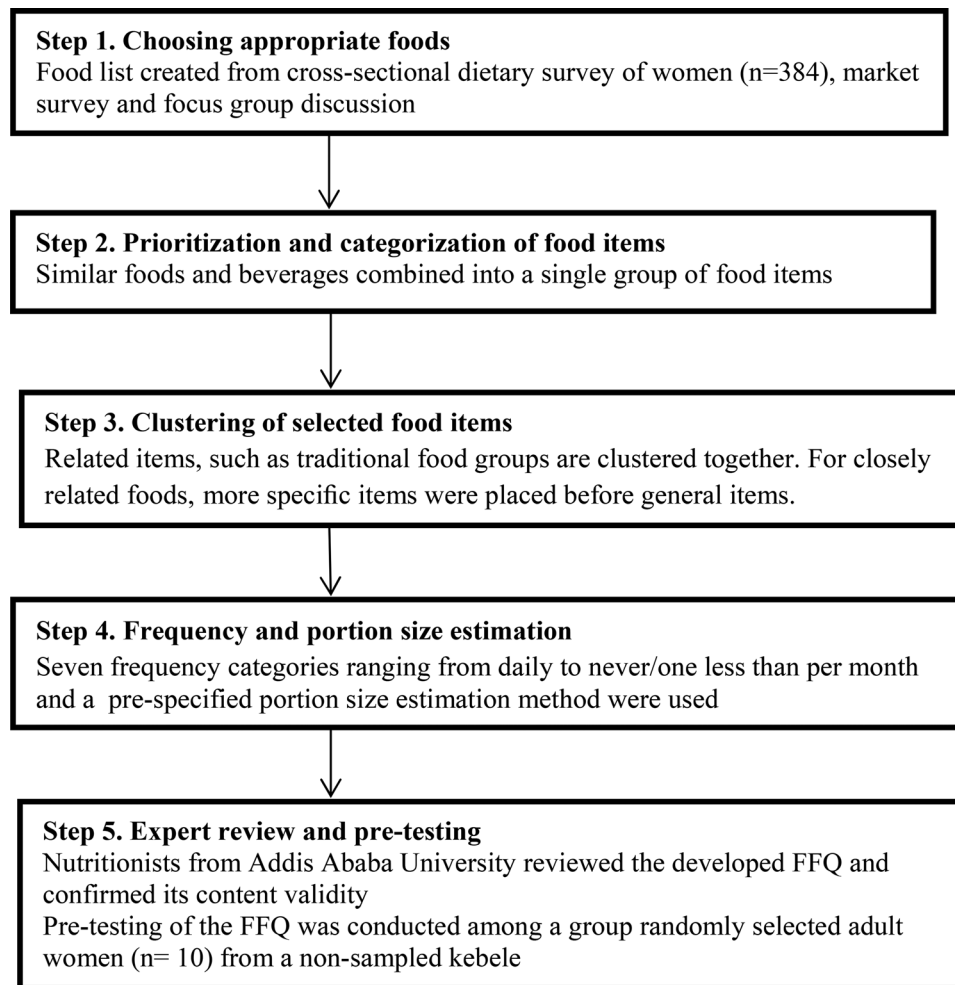 Step 1. Choosing appropriate foods
Food list created from cross-sectional dietary survey of women (n=384), market
survey and focus group discussion
Step 2. Prioritization and categorization of food items
Similar foods and beverages combined into a single group of food items
Step 3. Clustering of selected food items
Related items, such as traditional food groups are clustered together. For closely
related foods, more specific items were placed before general items.
Step 4. Frequency and portion size estimation
Seven frequency categories ranging from daily to never/one less than per month
and a  pre-specified portion size estimation method were used
Step 5. Expert review and pre-testing
Nutritionists from Addis Ababa University reviewed the developed FFQ and
confirmed its content validity
Pre-testing of the FFQ was conducted among a group randomly selected adult
women (n= 10) from a non-sampled kebele